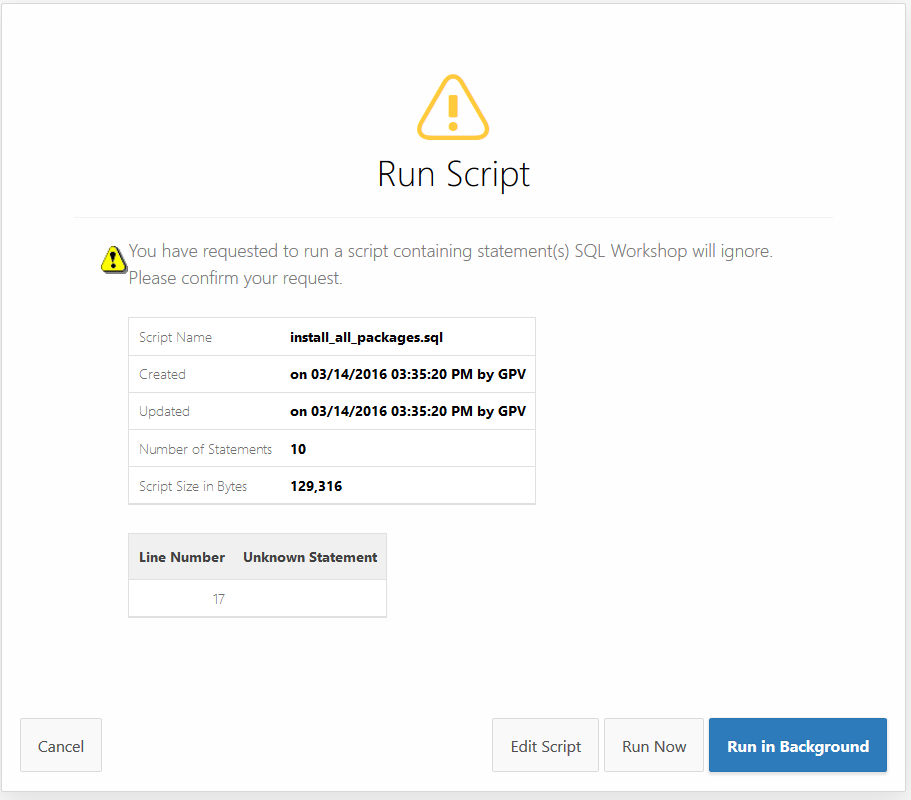 Run Script
You have requested to run a script containing statement(s) SQL Workshop will ignore.
Please confirm your request.
Script Name install_all_packages.sql
Created on 03/14/2016 03:35:20 PM by GPV
Updated on 03/14/2016 03:35:20 PM by GPV
Number of Statements 10
Script Size in Bytes 129,316
Line Number Unknown Statement
17
Cancel Edit Script Run Now Run in Background